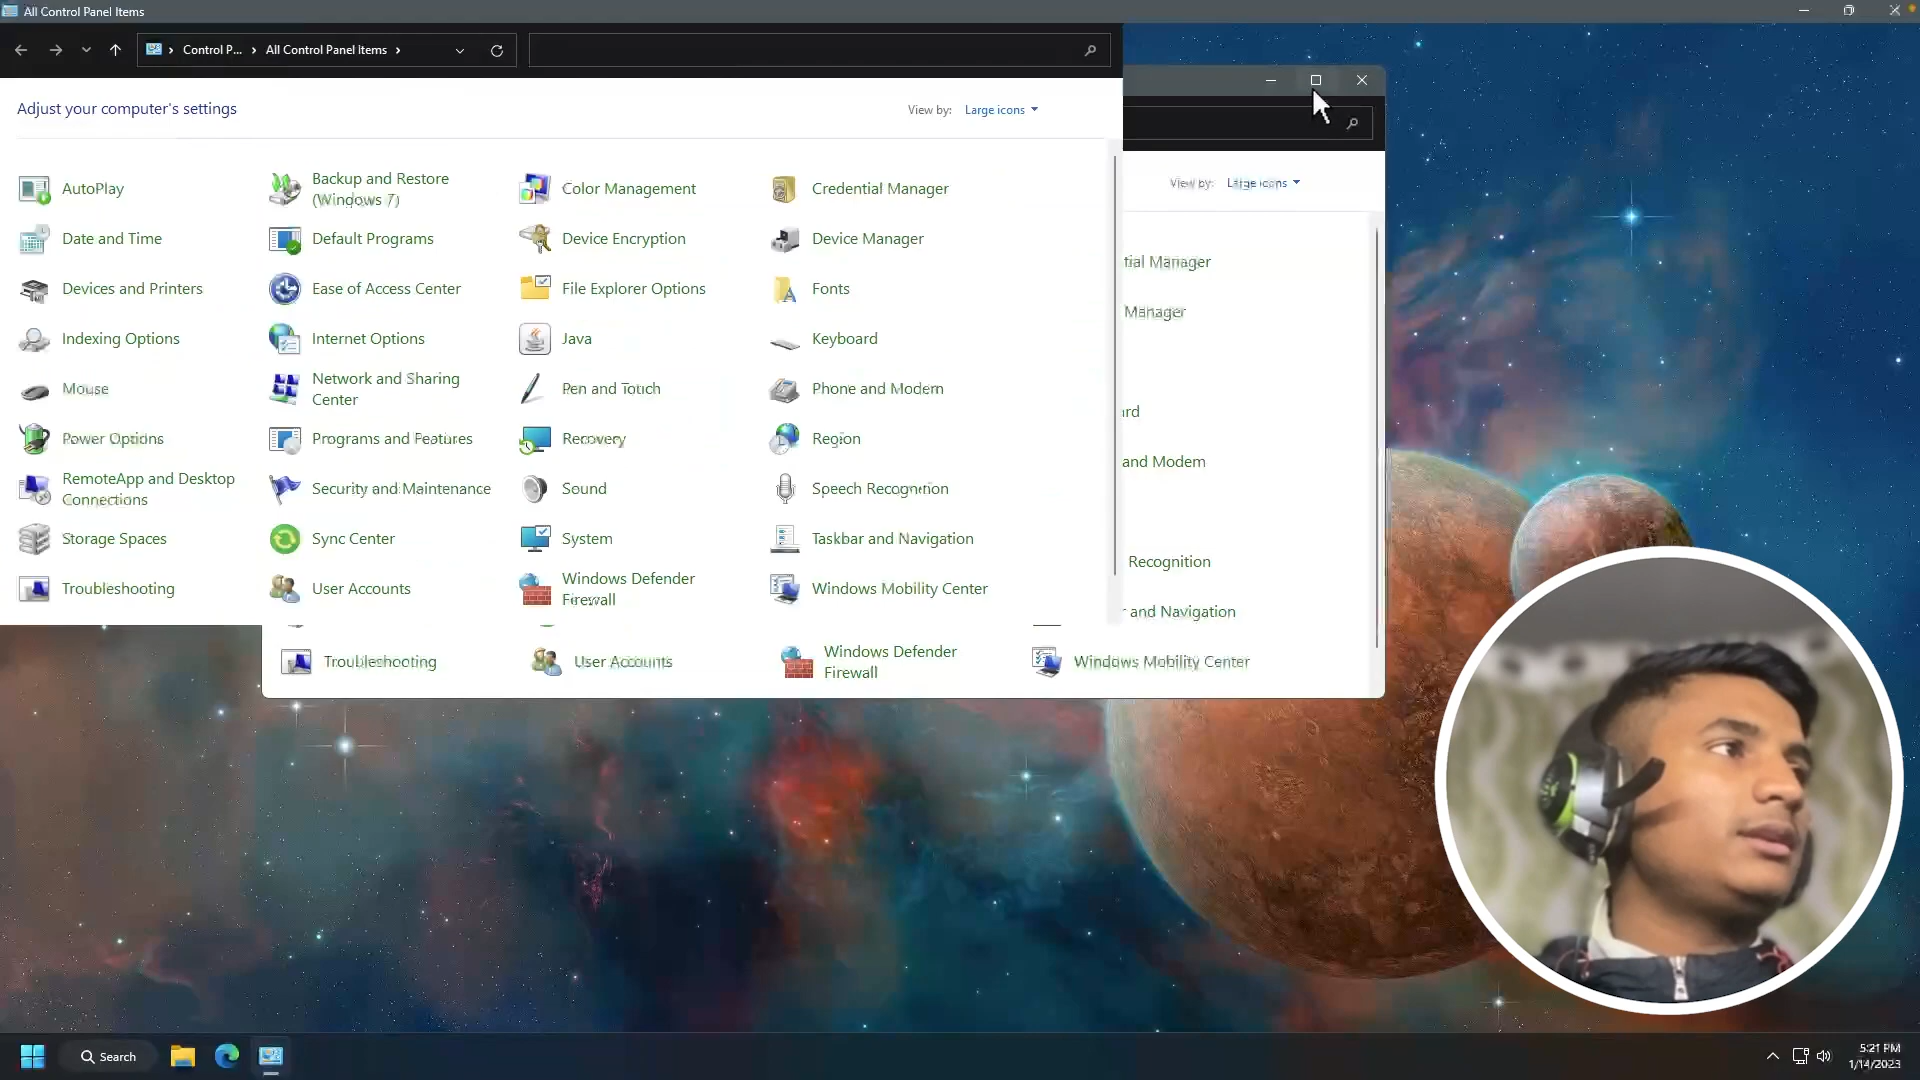 All Control Panel Items
Control P... > All Control Panel Items >
Adjust your computer's settings
View by: Large icons
AutoPlay
Backup and Restore
(Windows 7)
Color Management
Credential Manager
Date and Time
Default Programs
Device Encryption
Device Manager
Devices and Printers
Ease of Access Center
File Explorer Options
Fonts
Indexing Options
Internet Options
Java
Keyboard
Mouse
Network and Sharing
Center
Pen and Touch
Phone and Modem
Power Options
Programs and Features
Recovery
Region
RemoteApp and Desktop
Connections
Security and Maintenance
Sound
Speech Recognition
Storage Spaces
Sync Center
System
Taskbar and Navigation
Troubleshooting
User Accounts
Windows Defender
Firewall
Windows Mobility Center
View by: Large icons
tial Manager
Manager
ard
and Modem
Recognition
r and Navigation
Troubleshooting
User Accounts
Windows Defender
Firewall
Windows Mobility Center
Search
5:21 PM
1/14/2023